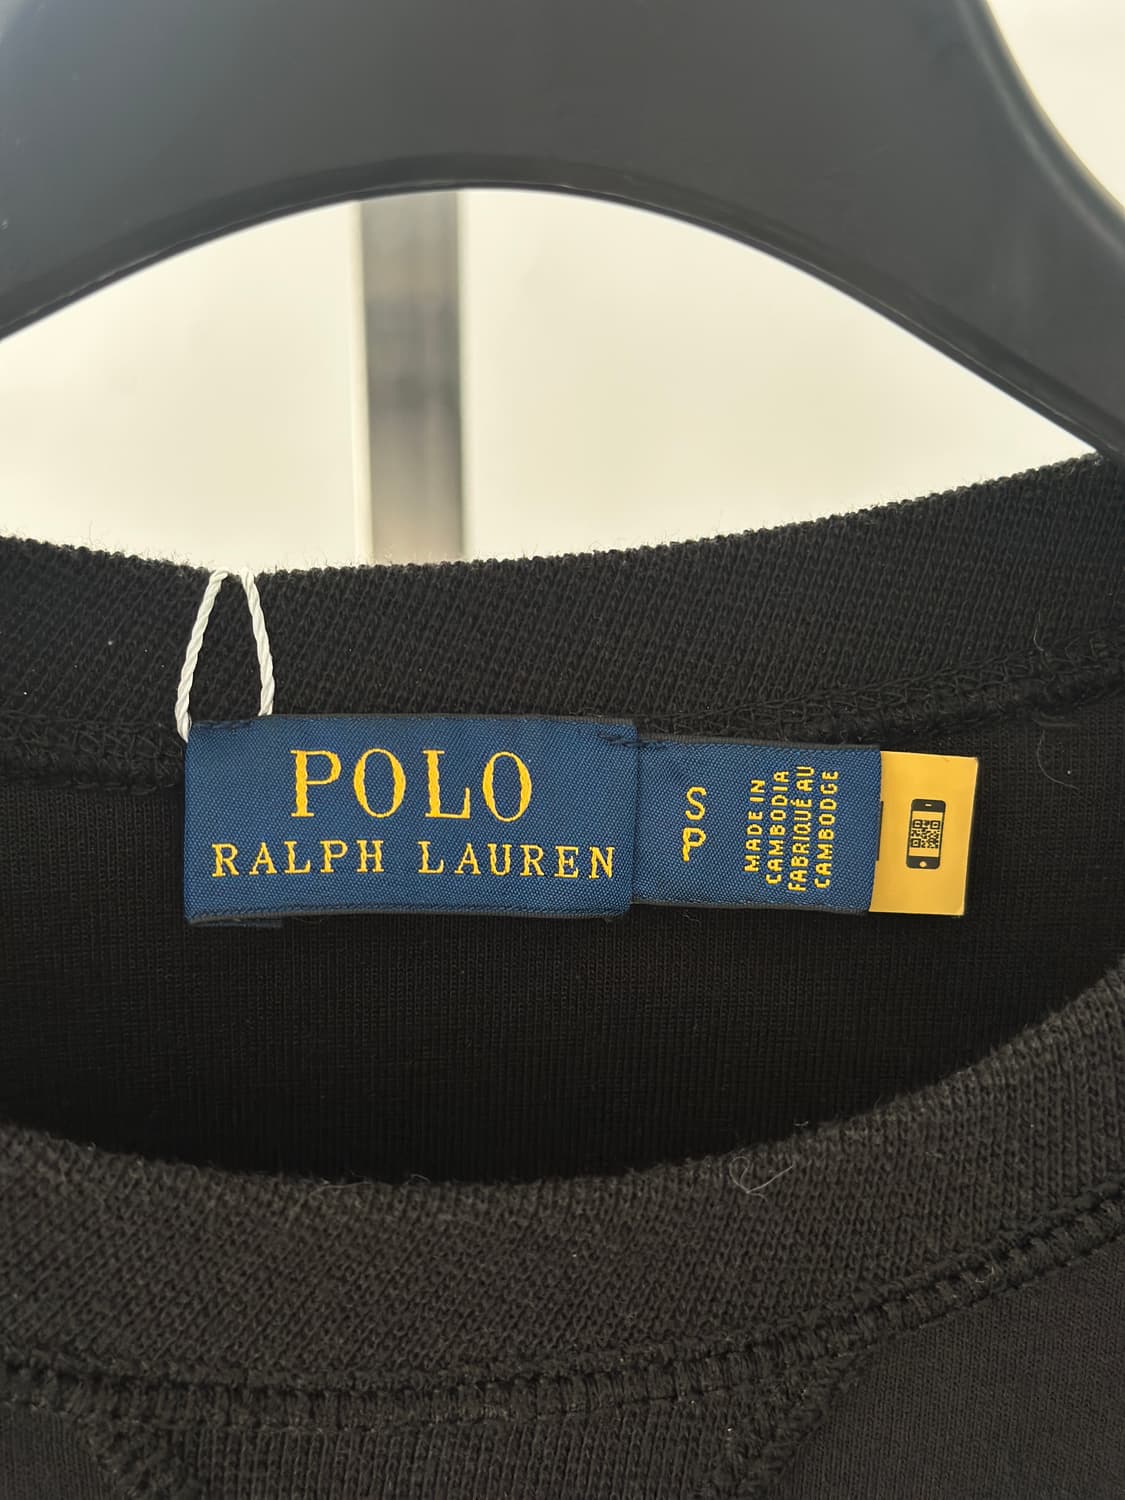 POLO
RALPH LAUREN
S
P
MADE IN
CAMBODIA
FABRIQUÉ AU
CAMBODGE